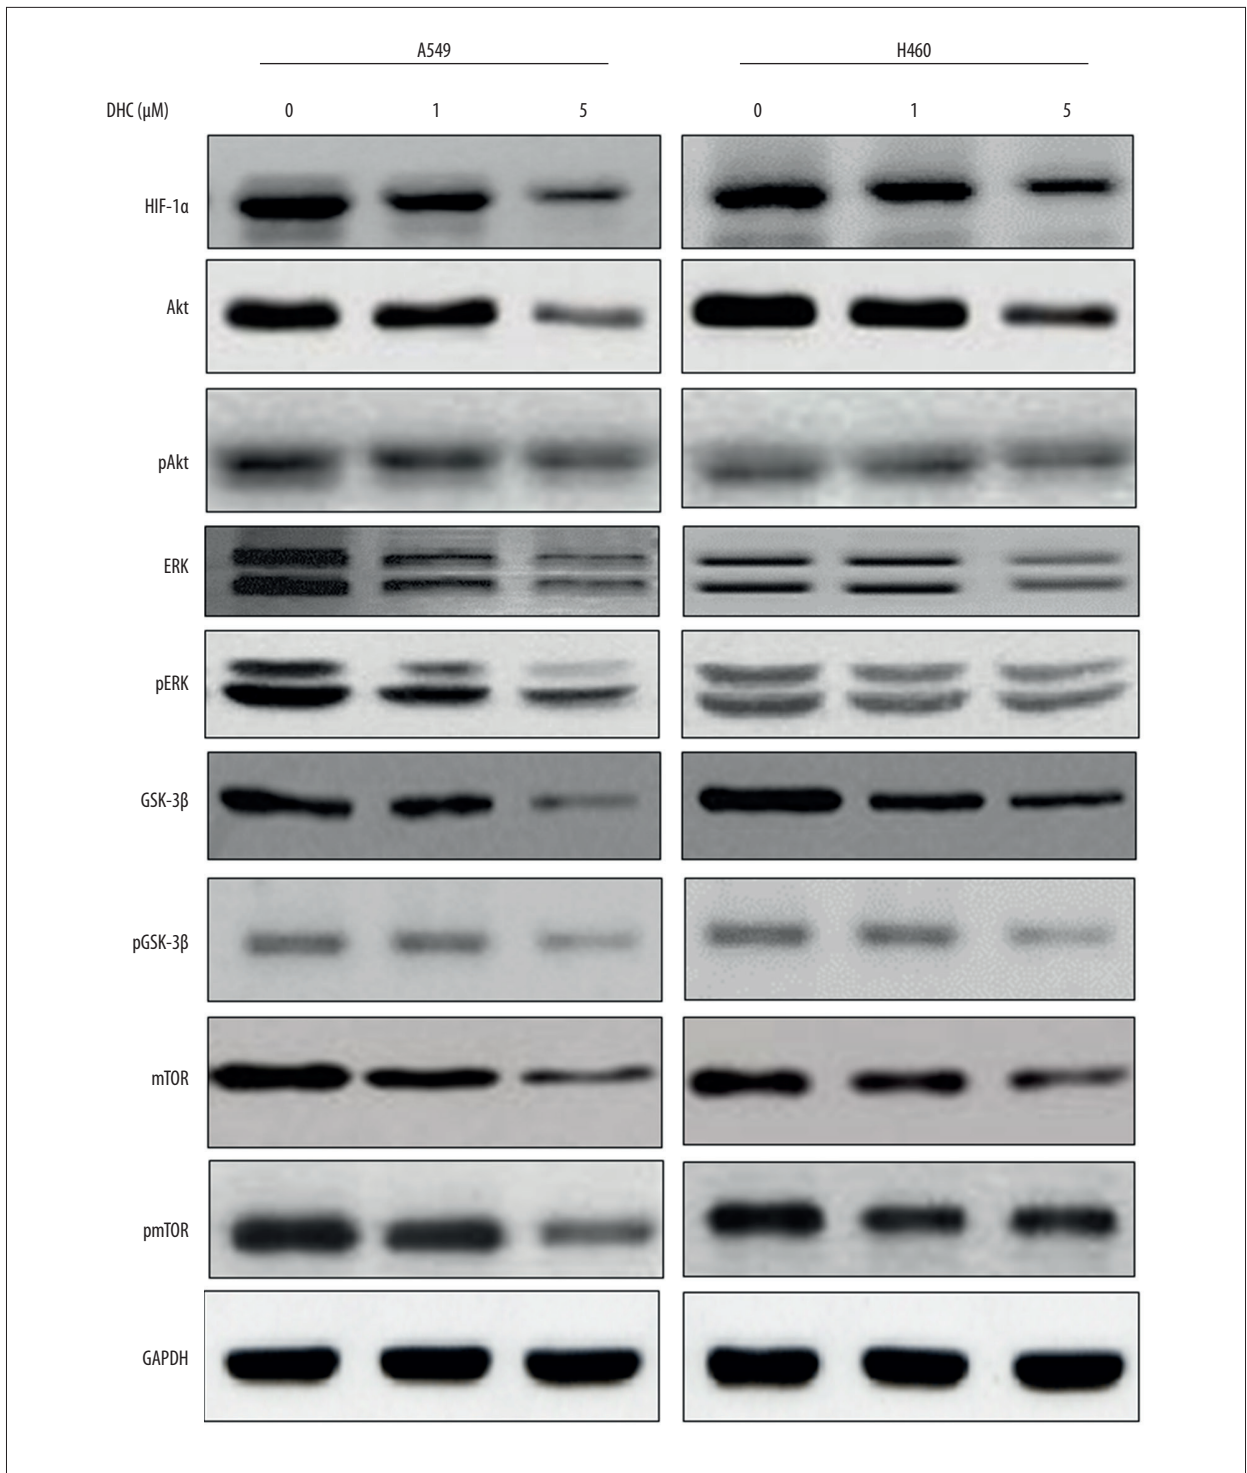 A549 H460
DHC (μM) 0 1 5 0 1 5
HIF-1α
Akt
pAkt
ERK
pERK
GSK-3β
pGSK-3β
mTOR
pmTOR
GAPDH